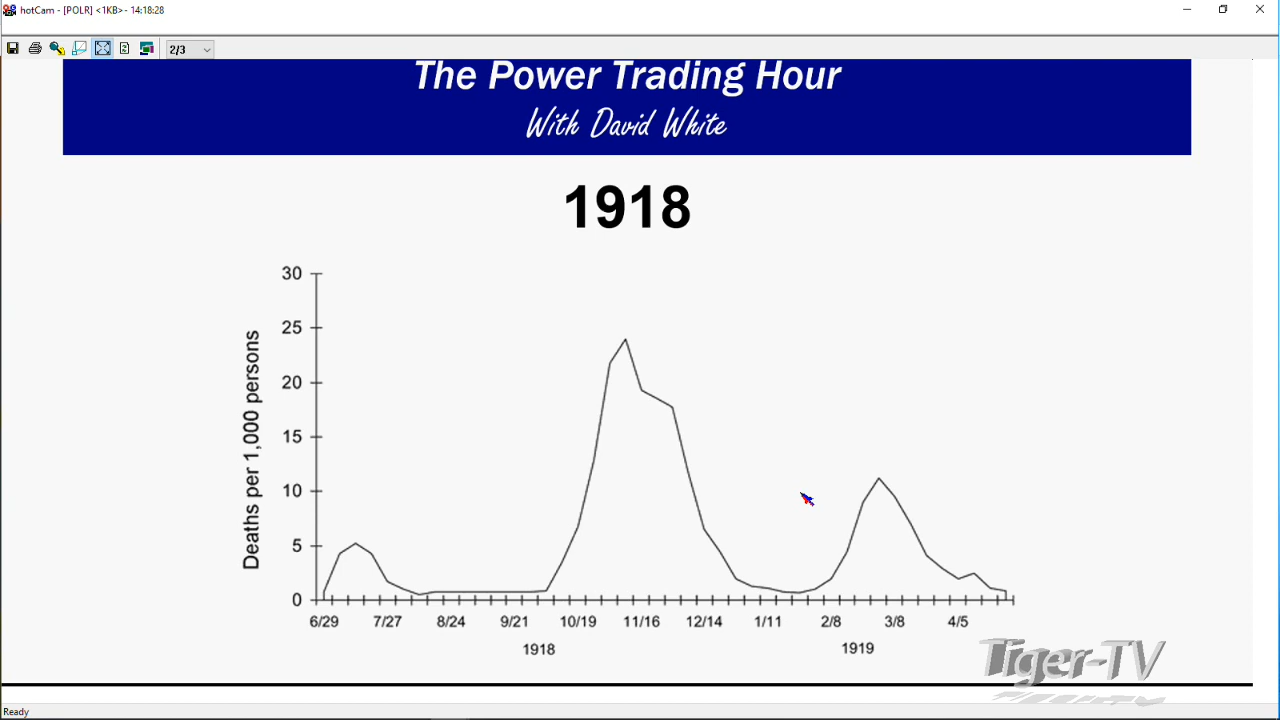 hotCam - [POLR] <1KB> - 14:18:28
2/3
The Power Trading Hour
With David White
1918
30
25
20
15
10
5
0
Deaths per 1,000 persons
6/29 7/27 8/24 9/21 10/19 11/16 12/14 1/11 2/8 3/8 4/5
1918 1919
Tiger-TV
Ready